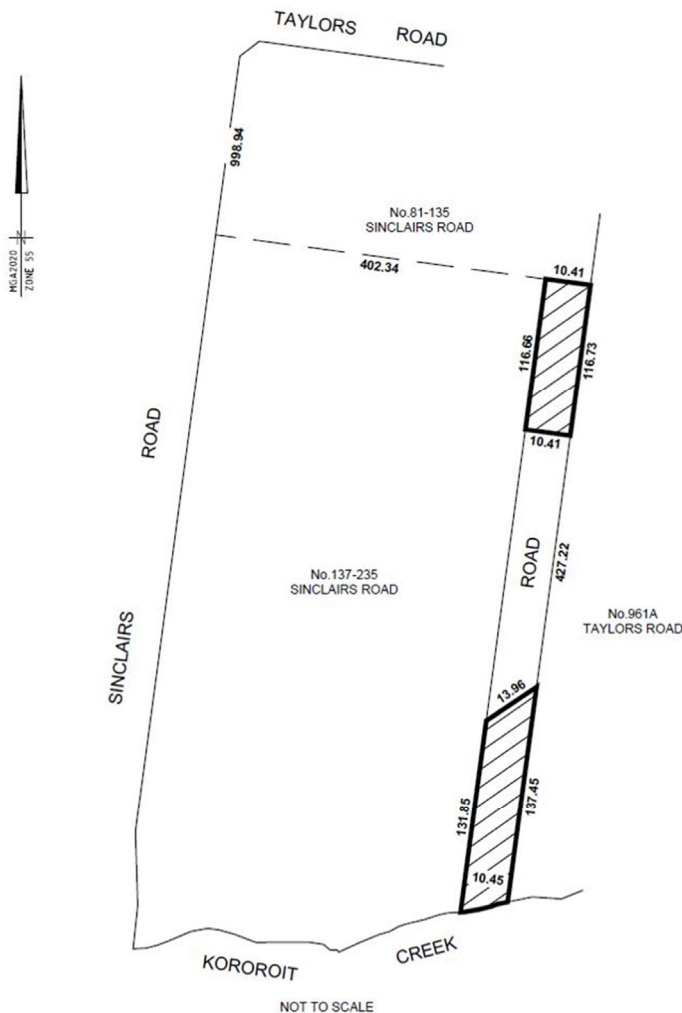 TAYLORS ROAD
998.94
MGA2020
ZONE 55
N
No.81-135
SINCLAIRS ROAD
402.34
10.41
116.66
116.73
10.41
ROAD
ROAD
427.22
No.137-235
SINCLAIRS ROAD
No.961A
TAYLORS ROAD
SINCLAIRS
13.96
131.85
137.45
10.45
KOROROIT CREEK
NOT TO SCALE